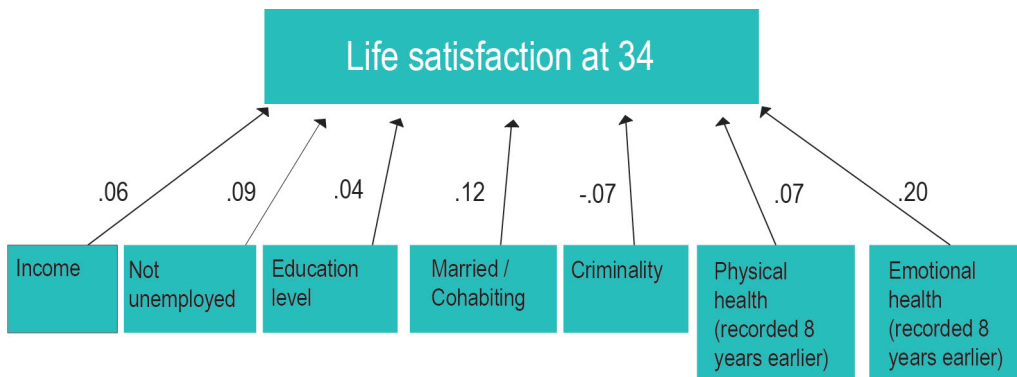 Life satisfaction at 34
.06
.09
.04
.12
-.07
.07
.20
Income
Not
unemployed
Education
level
Married /
Cohabiting
Criminality
Physical
health
(recorded 8
years earlier)
Emotional
health
(recorded 8
years earlier)